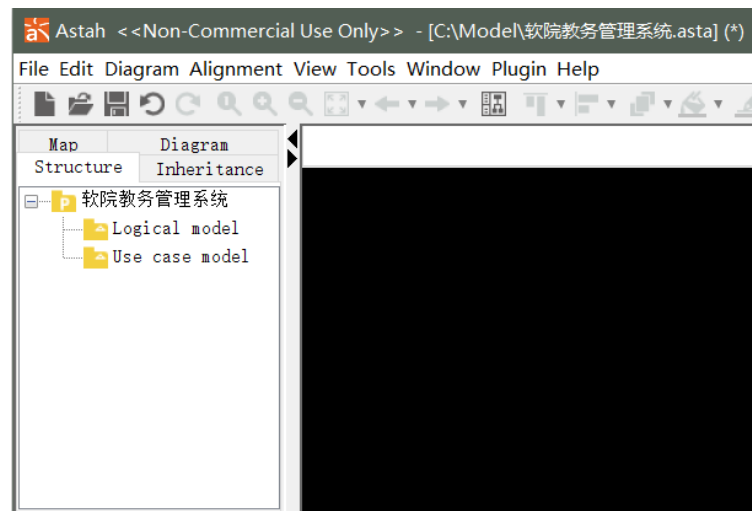 Astah <<Non-Commercial Use Only>> - [C:\Model\软院教务管理系统.asta] (*)
File Edit Diagram Alignment View Tools Window Plugin Help
Map Diagram
Structure Inheritance
软院教务管理系统
Logical model
Use case model